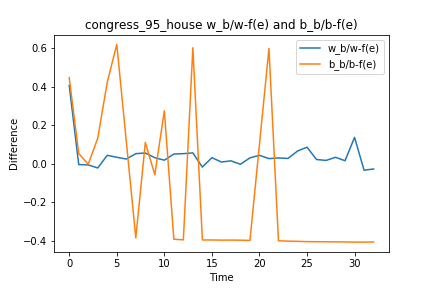 congress_95_house w_b/w-f(e) and b_b/b-f(e)
w_b/w-f(e)
b_b/b-f(e)
Difference
0.6
0.4
0.2
0.0
−0.2
−0.4
0 5 10 15 20 25 30
Time